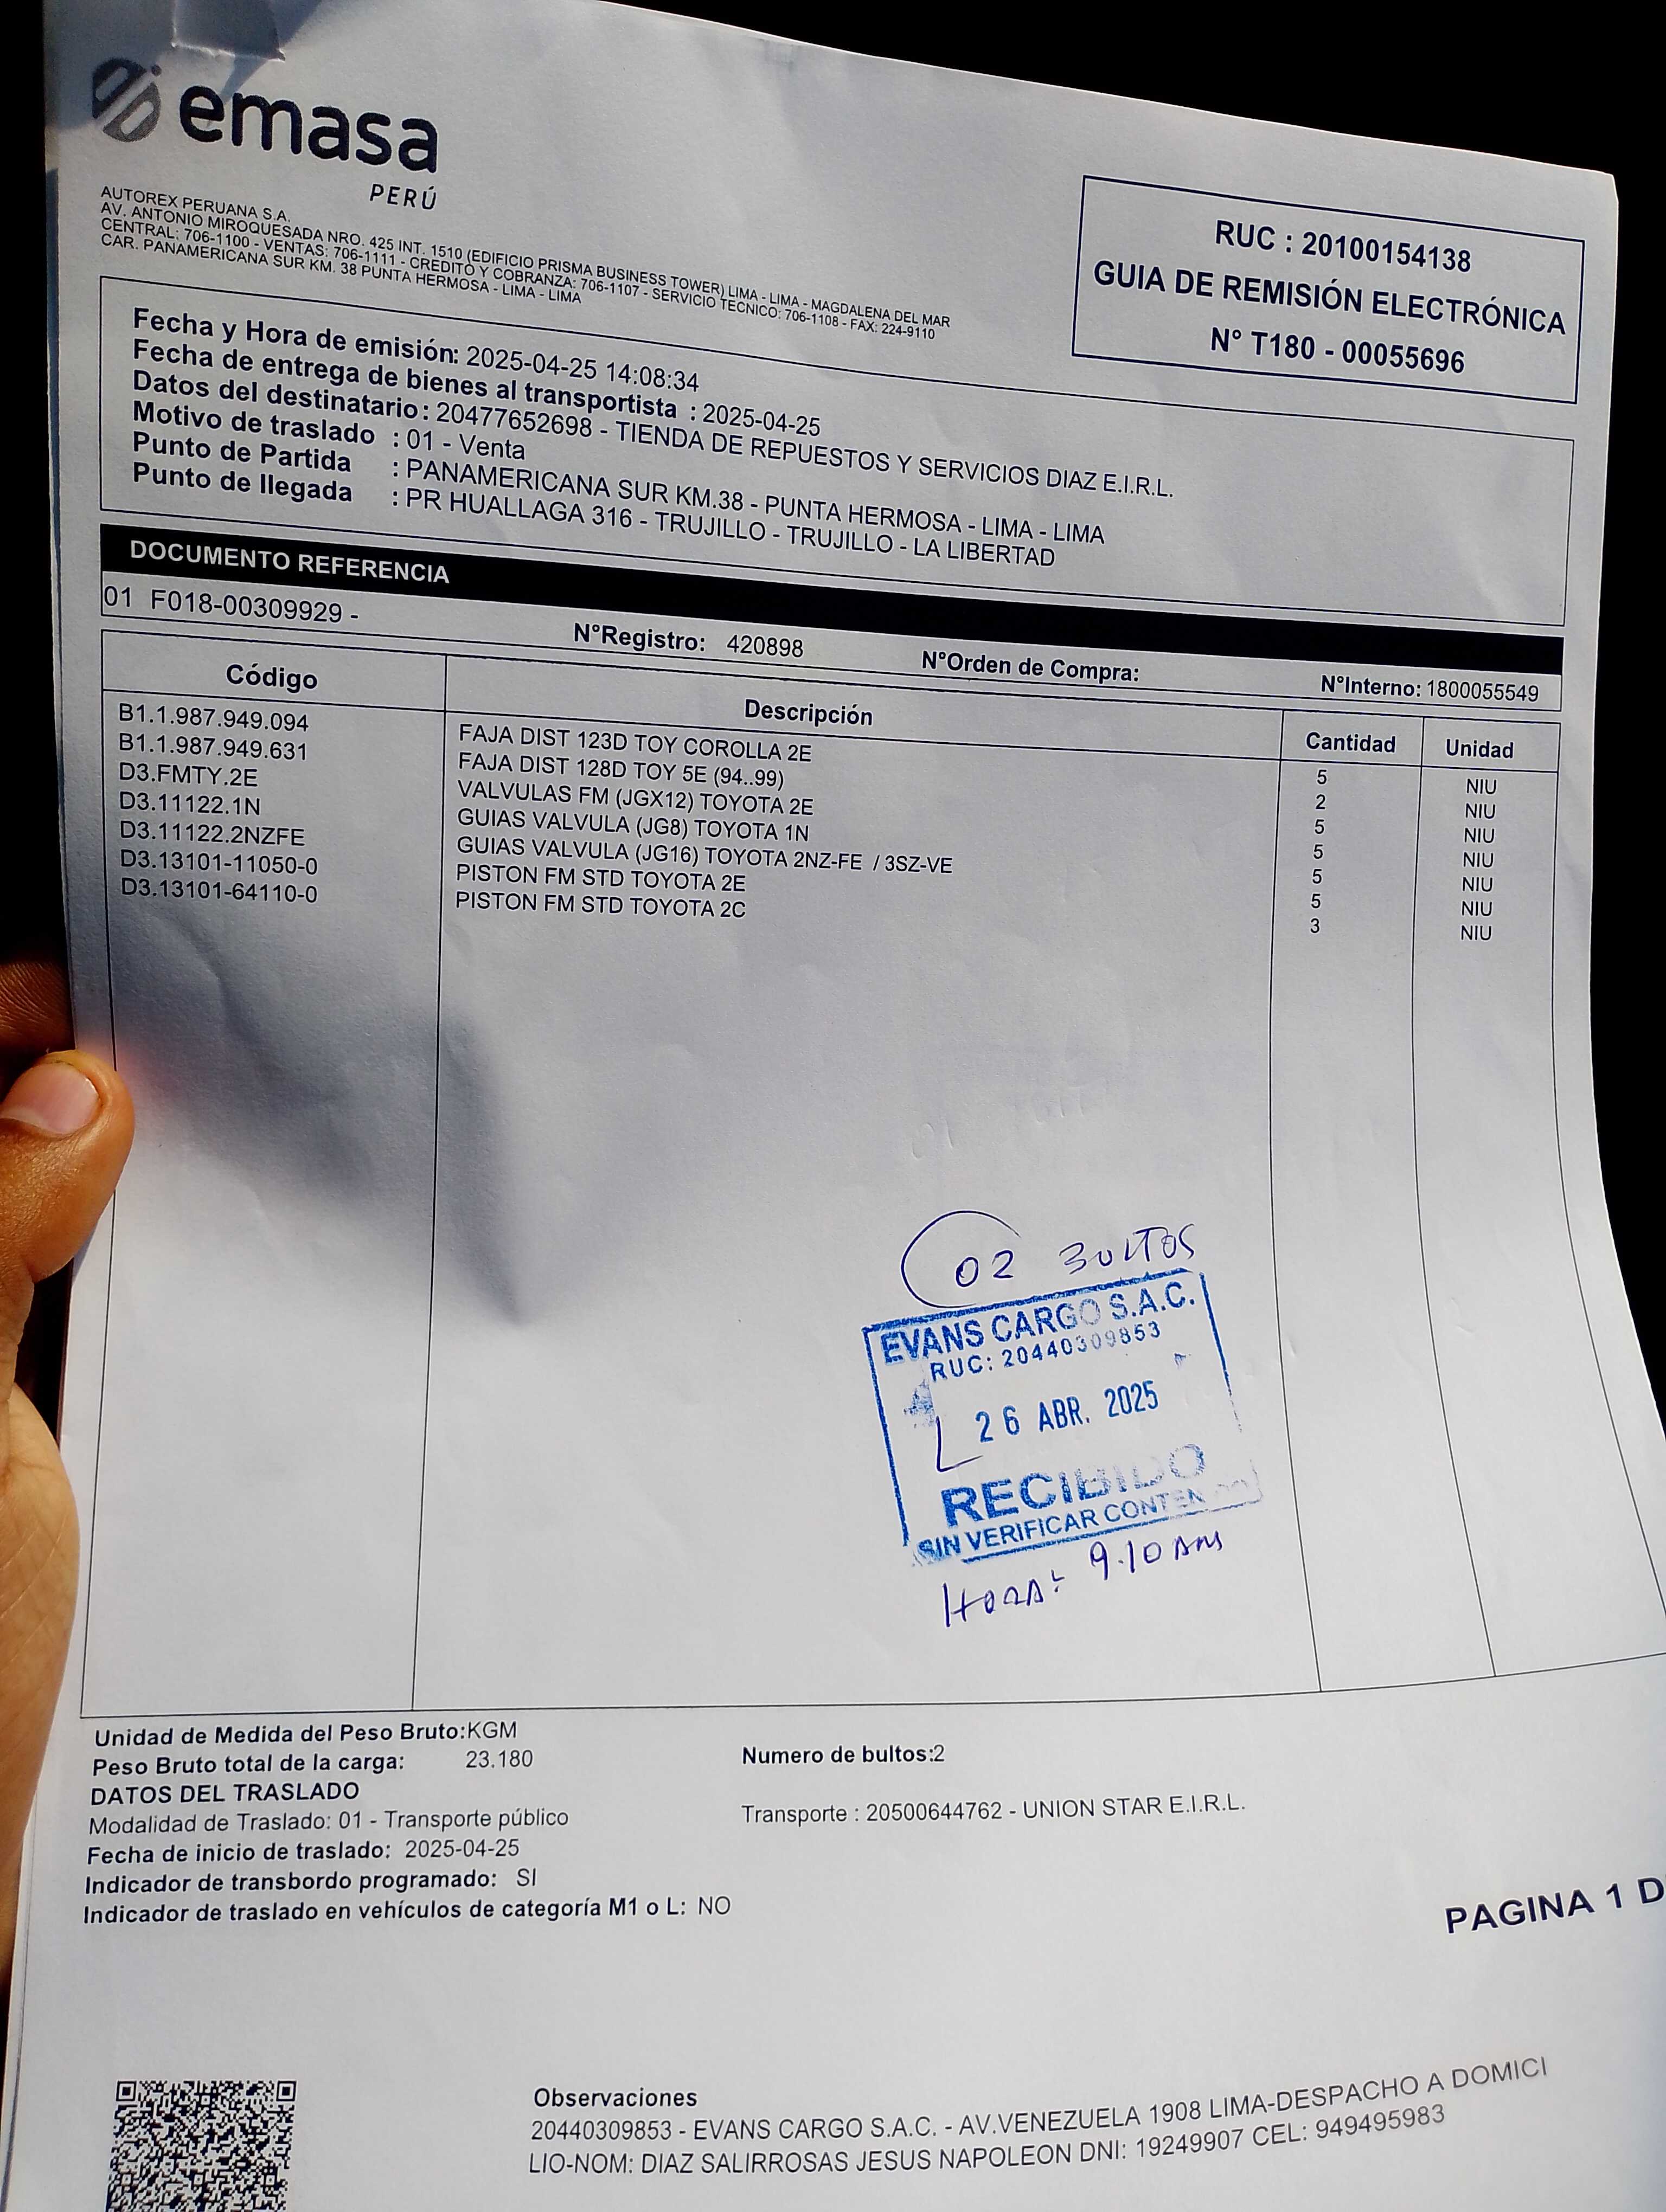 emasa
PERÚ
AUTOREX PERUANA S.A.
AV. ANTONIO MIROQUESADA NRO. 425 INT. 1510 (EDIFICIO PRISMA BUSINESS TOWER) LIMA - LIMA - MAGDALENA DEL MAR
CENTRAL: 706-1100 - VENTAS: 706-1111 - CREDITO Y COBRANZA: 706-1107 - SERVICIO TECNICO: 706-1108 - FAX: 224-9110
CAR. PANAMERICANA SUR KM. 38 PUNTA HERMOSA - LIMA - LIMA
RUC : 20100154138
GUIA DE REMISIÓN ELECTRÓNICA
N° T180 - 00055696
Fecha y Hora de emisión: 2025-04-25 14:08:34
Fecha de entrega de bienes al transportista : 2025-04-25
Datos del destinatario: 20477652698 - TIENDA DE REPUESTOS Y SERVICIOS DIAZ E.I.R.L.
Motivo de traslado : 01 - Venta
Punto de Partida : PANAMERICANA SUR KM.38 - PUNTA HERMOSA - LIMA - LIMA
Punto de llegada : PR HUALLAGA 316 - TRUJILLO - TRUJILLO - LA LIBERTAD
DOCUMENTO REFERENCIA
01 F018-00309929 - N°Registro: 420898 N°Orden de Compra: N°Interno: 1800055549
Código Descripción Cantidad Unidad
B1.1.987.949.094 FAJA DIST 123D TOY COROLLA 2E 5 NIU
B1.1.987.949.631 FAJA DIST 128D TOY 5E (94..99) 2 NIU
D3.FMTY.2E VALVULAS FM (JGX12) TOYOTA 2E 5 NIU
D3.11122.1N GUIAS VALVULA (JG8) TOYOTA 1N 5 NIU
D3.11122.2NZFE GUIAS VALVULA (JG16) TOYOTA 2NZ-FE / 3SZ-VE 5 NIU
D3.13101-11050-0 PISTON FM STD TOYOTA 2E 5 NIU
D3.13101-64110-0 PISTON FM STD TOYOTA 2C 3 NIU
02 BULTOS
EVANS CARGO S.A.C.
RUC: 20440309853
26 ABR. 2025
RECIBIDO
SIN VERIFICAR CONTEN
HORA: 9.10 AM
Unidad de Medida del Peso Bruto:KGM
Peso Bruto total de la carga: 23.180 Numero de bultos:2
DATOS DEL TRASLADO
Modalidad de Traslado: 01 - Transporte público Transporte : 20500644762 - UNION STAR E.I.R.L.
Fecha de inicio de traslado: 2025-04-25
Indicador de transbordo programado: SI
Indicador de traslado en vehículos de categoría M1 o L: NO
PAGINA 1 D
Observaciones
20440309853 - EVANS CARGO S.A.C. - AV.VENEZUELA 1908 LIMA-DESPACHO A DOMICI
LIO-NOM: DIAZ SALIRROSAS JESUS NAPOLEON DNI: 19249907 CEL: 949495983